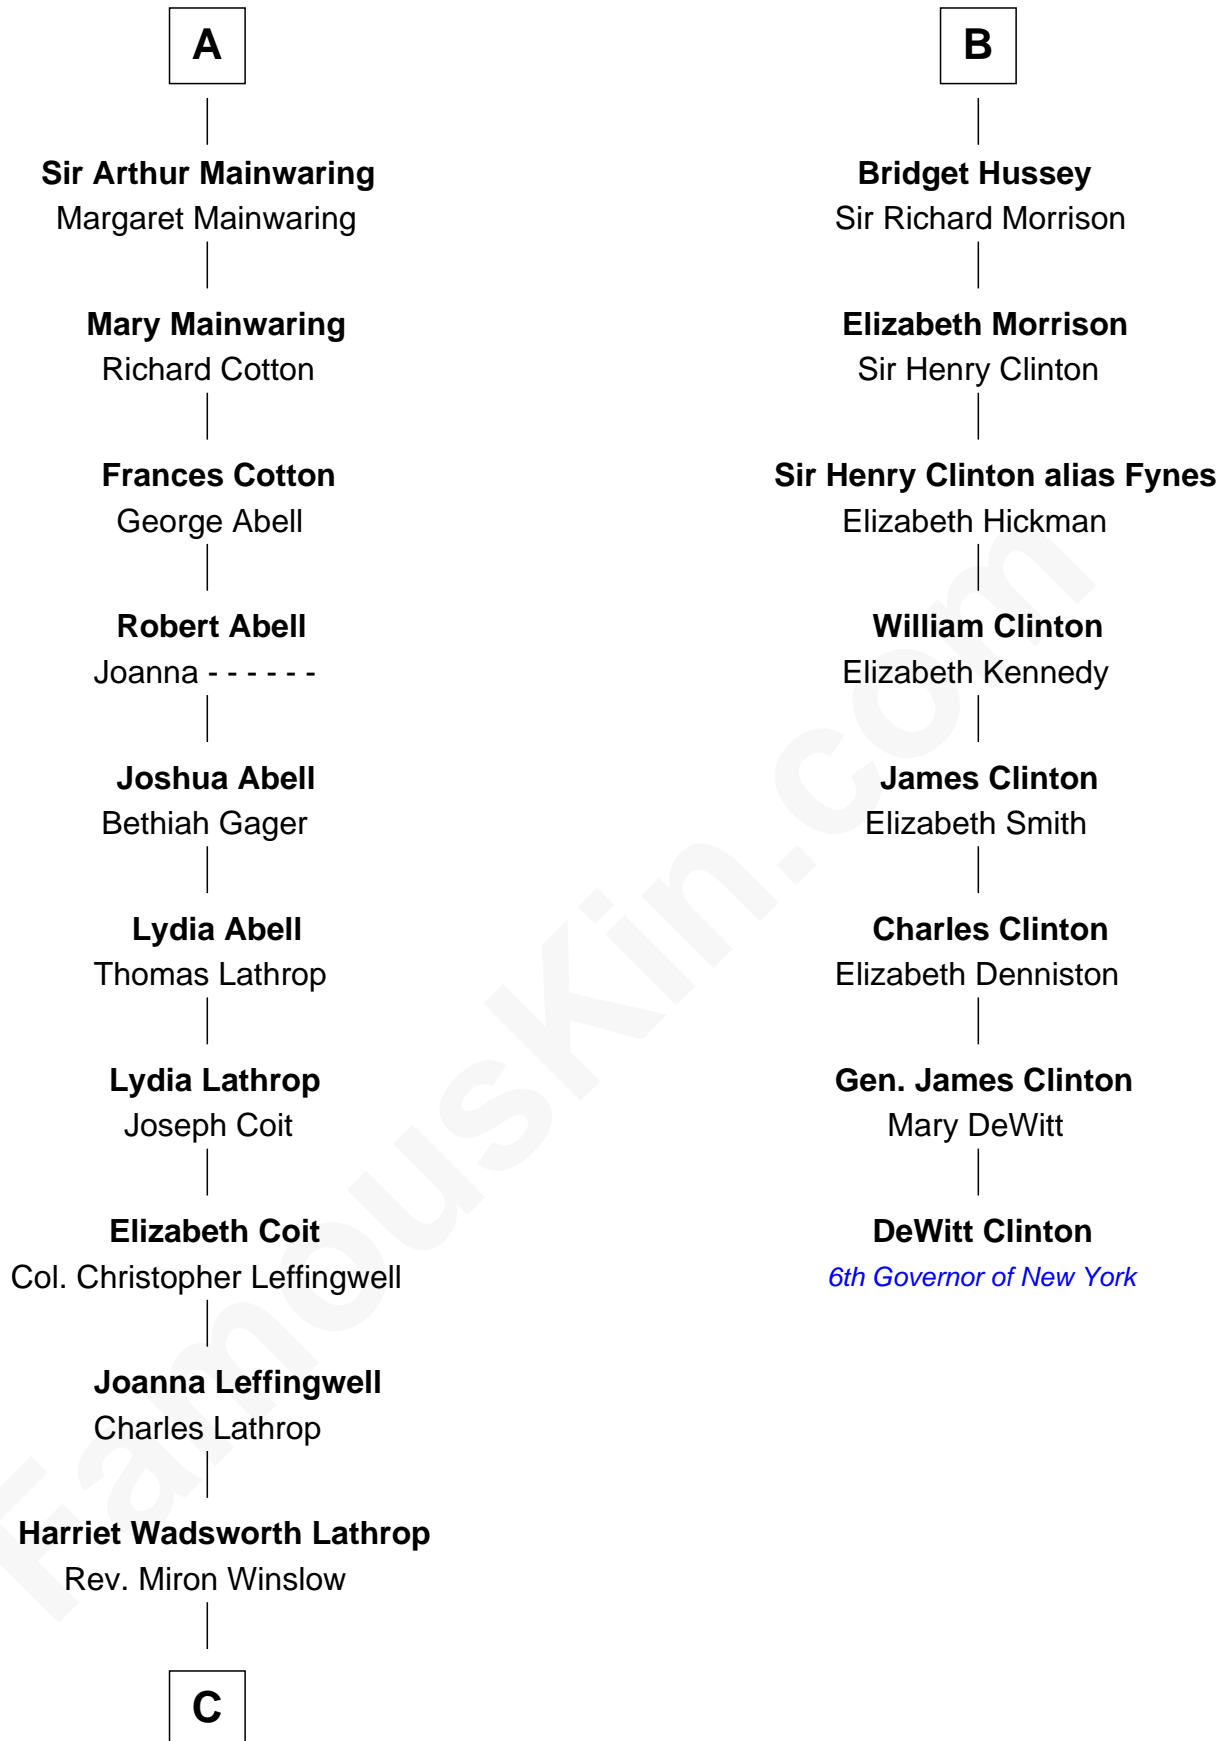 A
Sir Arthur Mainwaring
Margaret Mainwaring
Mary Mainwaring
Richard Cotton
Frances Cotton
George Abell
Robert Abell
Joanna - - - - - -
Joshua Abell
Bethiah Gager
Lydia Abell
Thomas Lathrop
Lydia Lathrop
Joseph Coit
Elizabeth Coit
Col. Christopher Leffingwell
Joanna Leffingwell
Charles Lathrop
Harriet Wadsworth Lathrop
Rev. Miron Winslow
C
B
Bridget Hussey
Sir Richard Morrison
Elizabeth Morrison
Sir Henry Clinton
Sir Henry Clinton alias Fynes
Elizabeth Hickman
William Clinton
Elizabeth Kennedy
James Clinton
Elizabeth Smith
Charles Clinton
Elizabeth Denniston
Gen. James Clinton
Mary DeWitt
DeWitt Clinton
6th Governor of New York
FamousKin.com